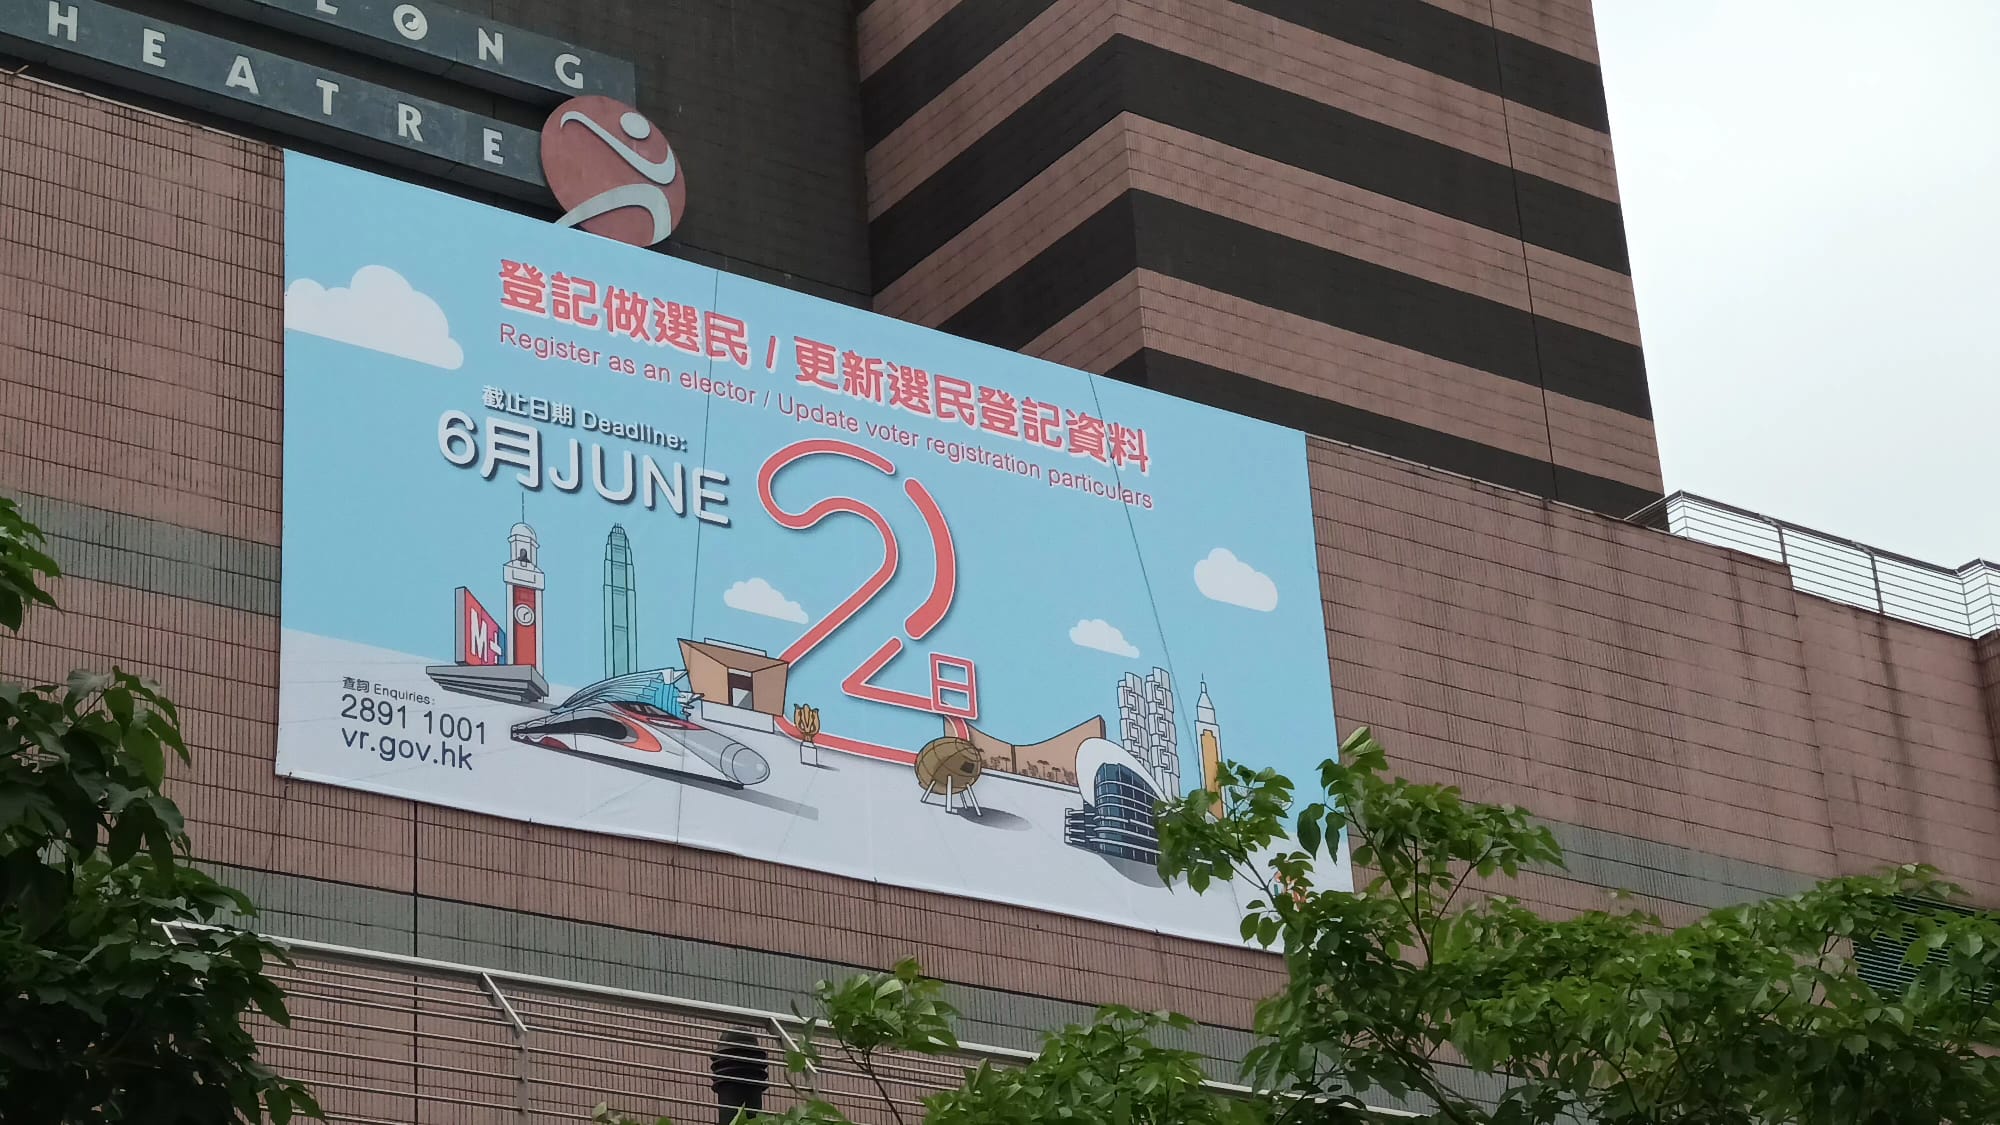 HEATRE
登記做選民 / 更新選民登記資料
Register as an elector / Update voter registration particulars
截止日期 Deadline:
6月JUNE
2日
M+
查詢 Enquiries:
2891 1001
vr.gov.hk